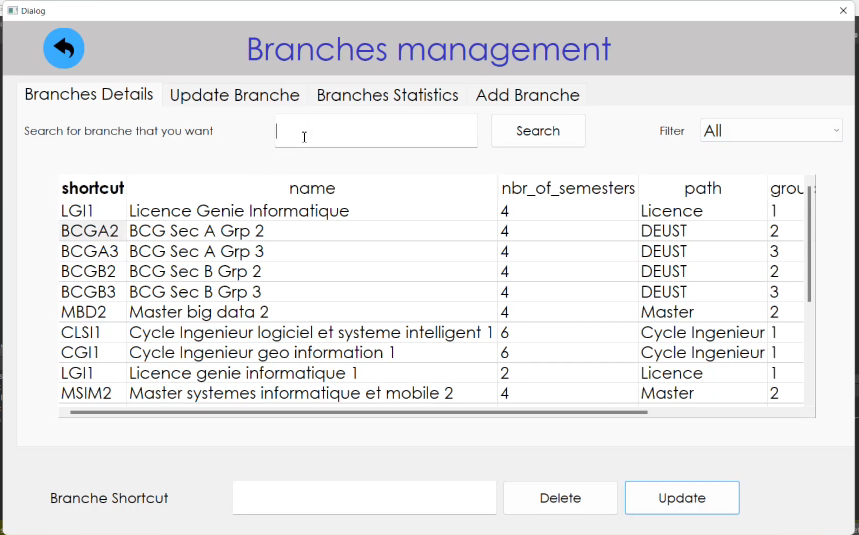 Dialog
Branches management
Branches Details Update Branche Branches Statistics Add Branche
Search for branche that you want Search Filter All
shortcut name nbr_of_semesters path
LGI1 Licence Genie Informatique 4 Licence 1
BCGA2 BCG Sec A Grp 2 4 DEUST 2
BCGA3 BCG Sec A Grp 3 4 DEUST 3
BCGB2 BCG Sec B Grp 2 4 DEUST 2
BCGB3 BCG Sec B Grp 3 4 DEUST 3
MBD2 Master big data 2 4 Master 2
CLSI1 Cycle Ingenieur logiciel et systeme intelligent 1 6 Cycle Ingenieur 1
CGI1 Cycle Ingenieur geo information 1 6 Cycle Ingenieur 1
LGI1 Licence genie informatique 1 2 Licence 1
MSIM2 Master systemes informatique et mobile 2 4 Master 2
Branche Shortcut Delete Update